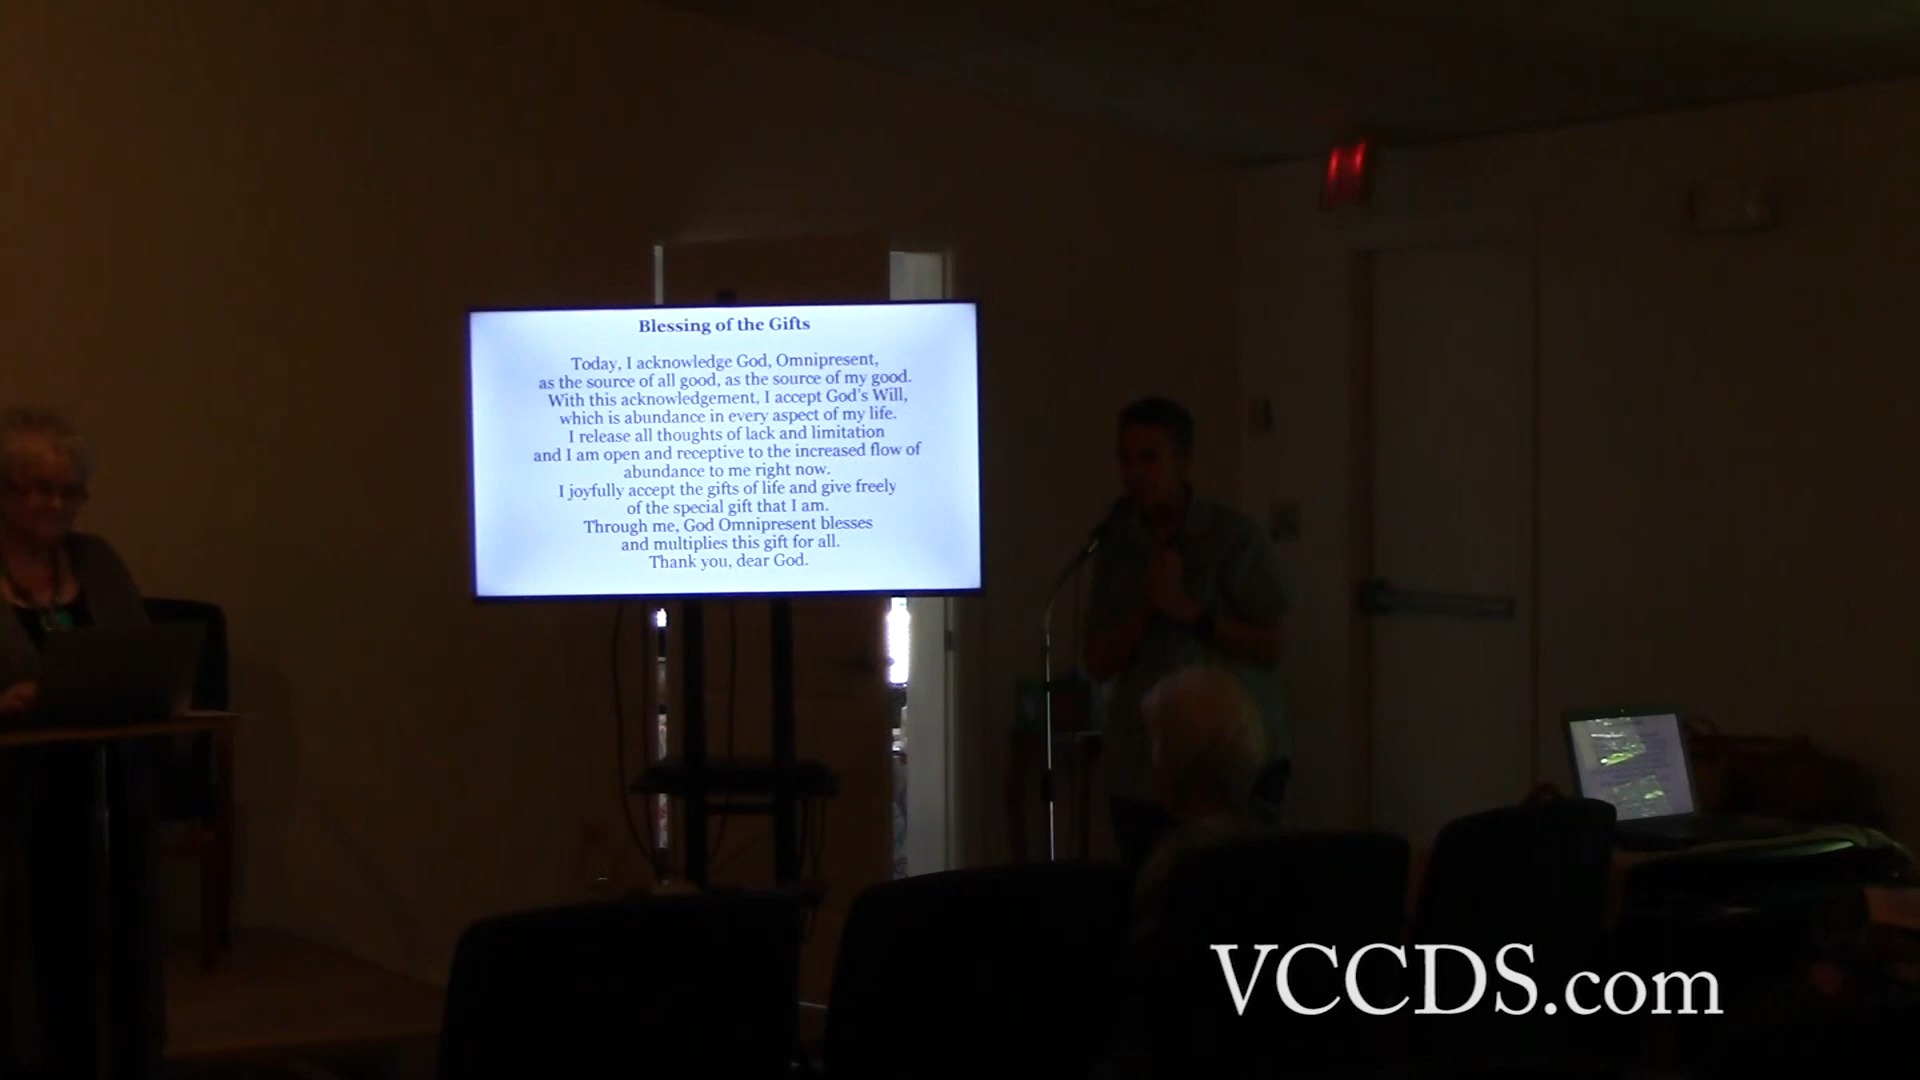 Blessing of the Gifts
Today, I acknowledge God, Omnipresent,
as the source of all good, as the source of my good.
With this acknowledgement, I accept God's Will,
which is abundance in every aspect of my life.
I release all thoughts of lack and limitation
and I am open and receptive to the increased flow of
abundance to me right now.
I joyfully accept the gifts of life and give freely
of the special gift that I am.
Through me, God Omnipresent blesses
and multiplies this gift for all.
Thank you, dear God.
VCCDS.com